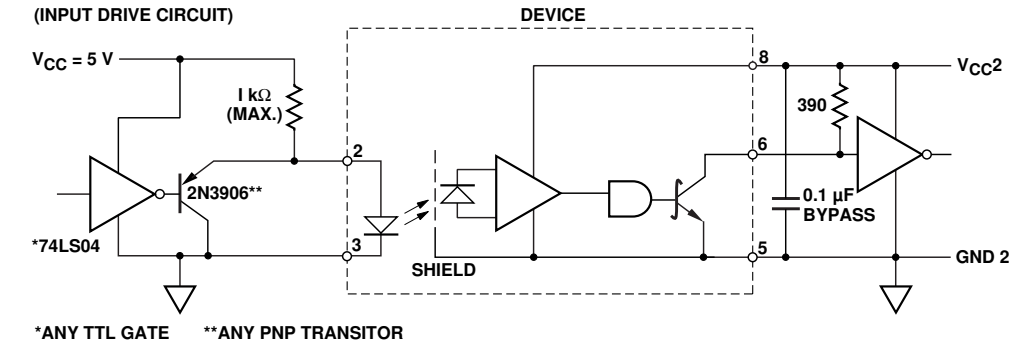 (INPUT DRIVE CIRCUIT)
DEVICE
VCC = 5 V
8
VCC2
I kΩ
(MAX.)
390
2
6
2N3906**
0.1 µF
BYPASS
*74LS04
3
SHIELD
5
GND 2
*ANY TTL GATE **ANY PNP TRANSITOR